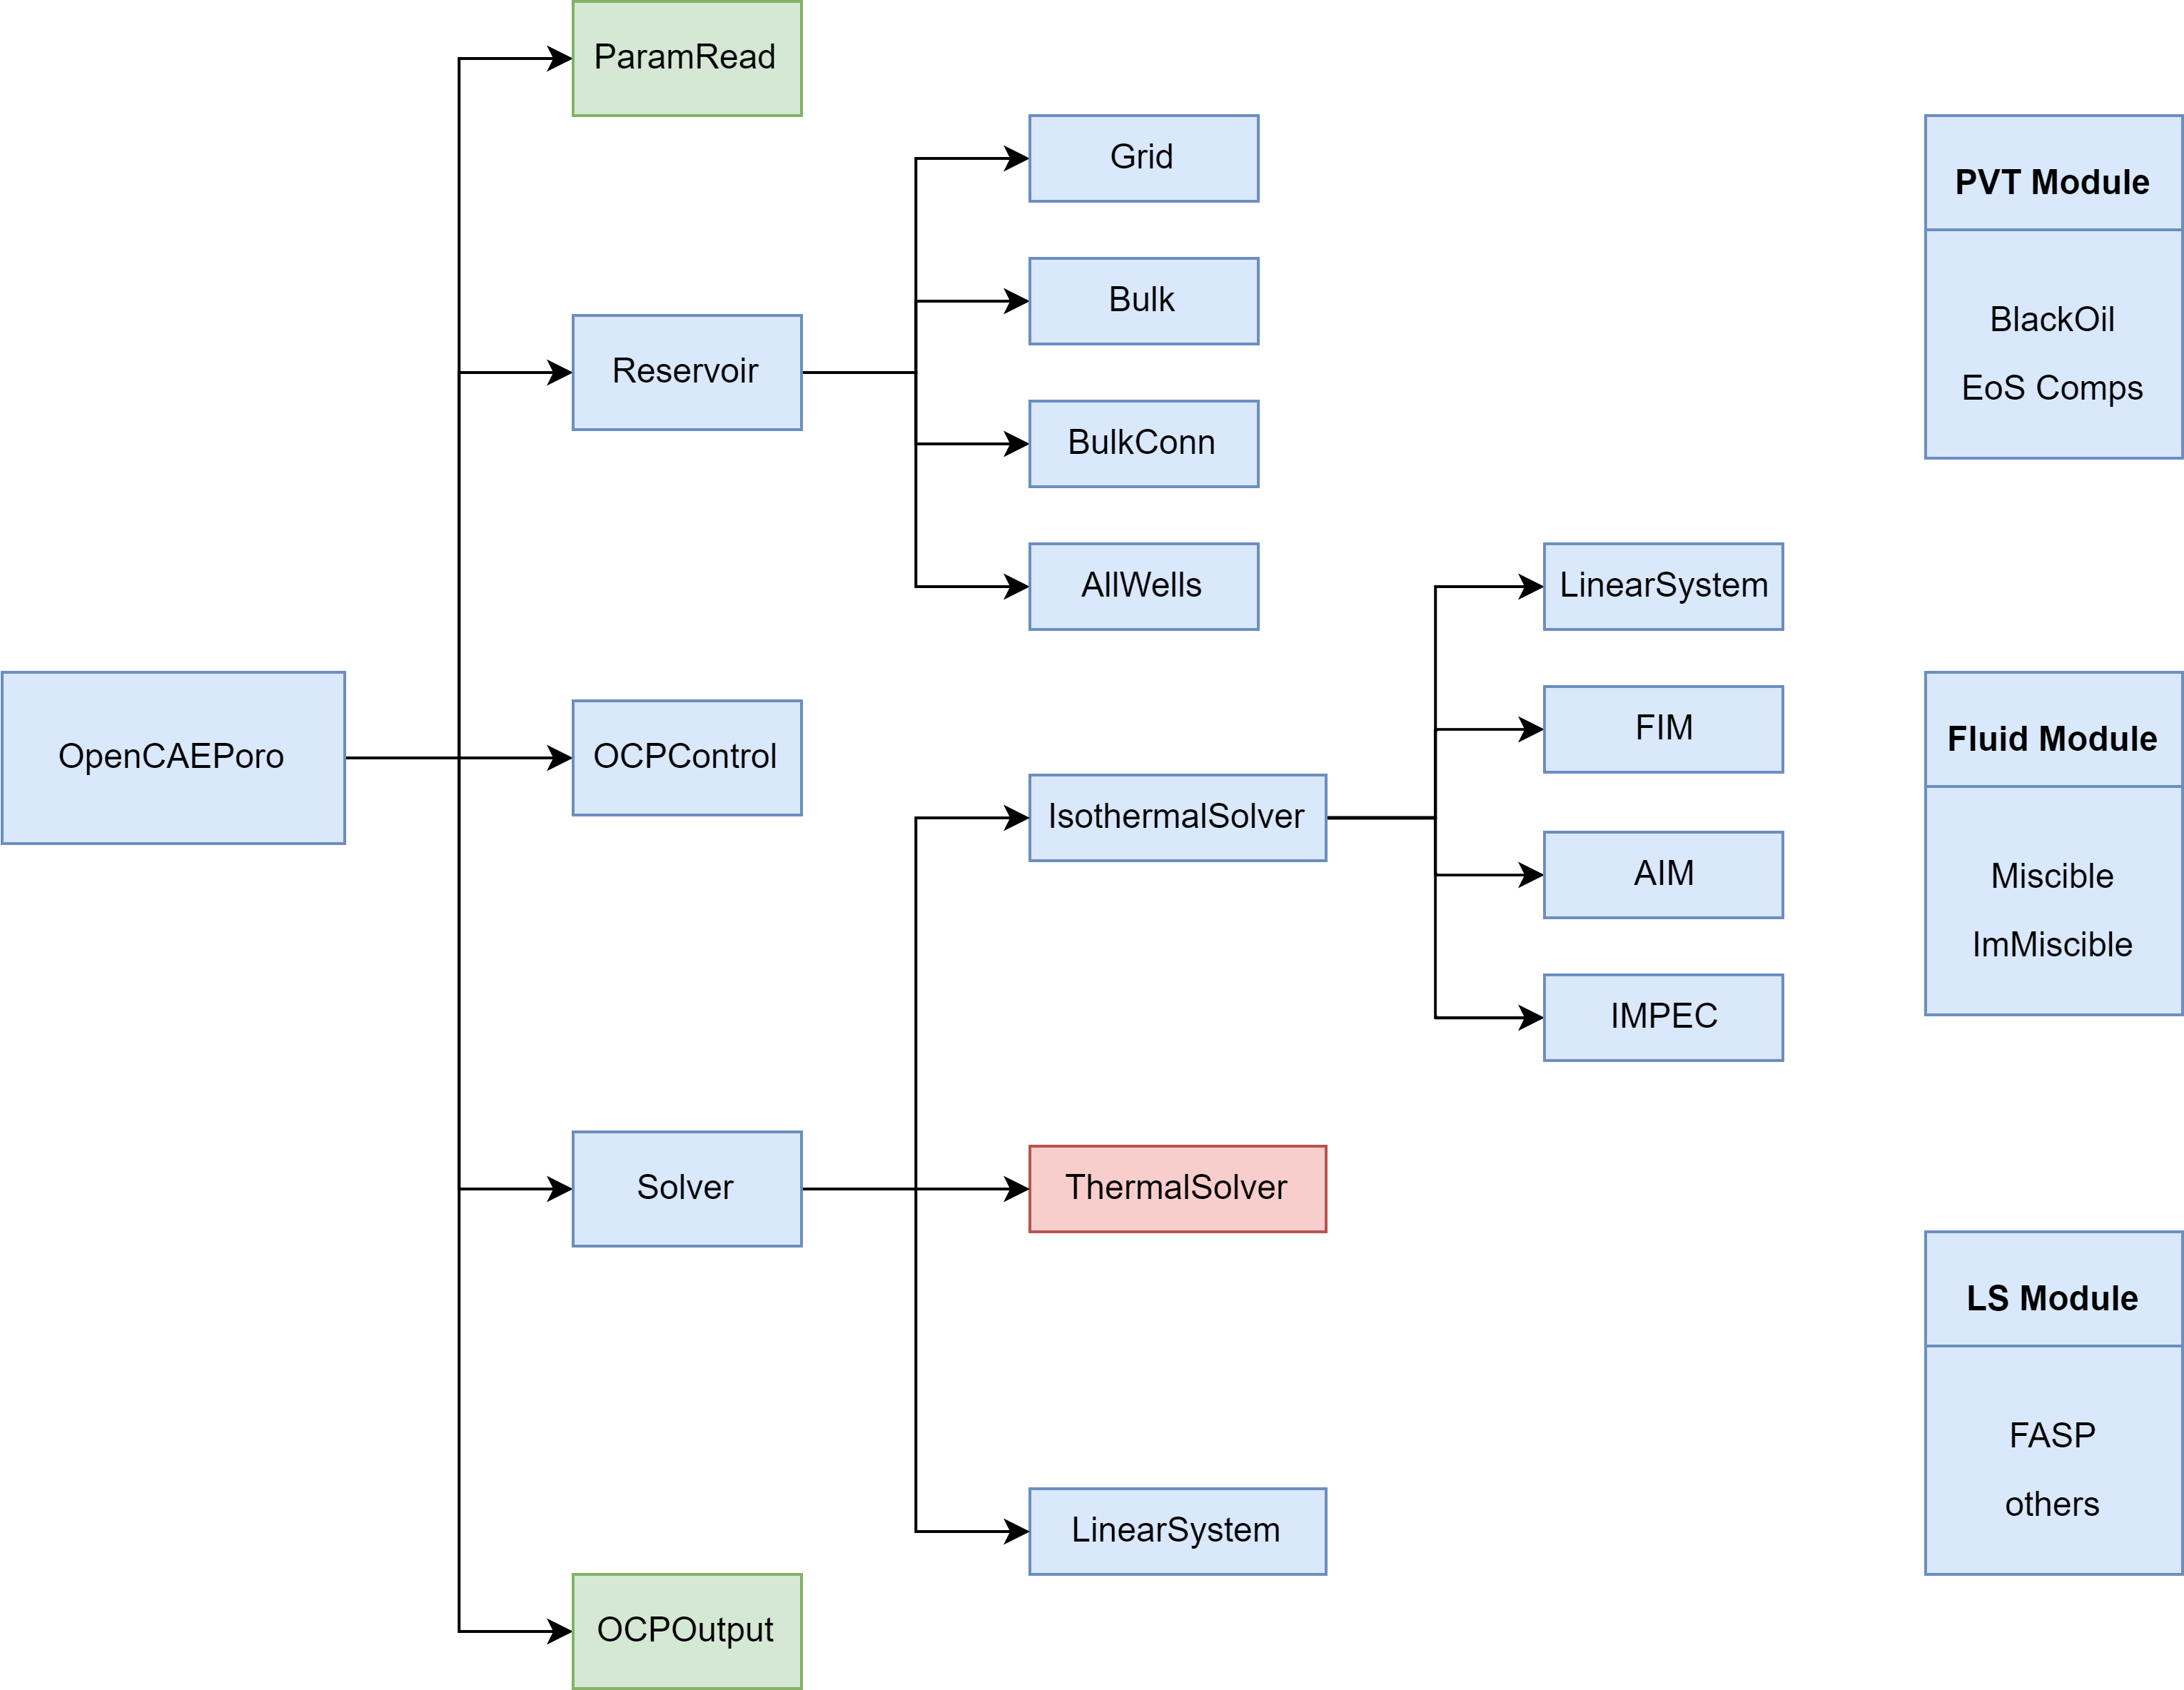 ParamRead
Grid
PVT Module
Bulk
BlackOil
Reservoir
EoS Comps
BulkConn
AllWells
LinearSystem
FIM
Fluid Module
OpenCAEPoro
OCPControl
IsothermalSolver
AIM
Miscible
ImMiscible
IMPEC
Solver
ThermalSolver
LS Module
FASP
others
LinearSystem
OCPOutput